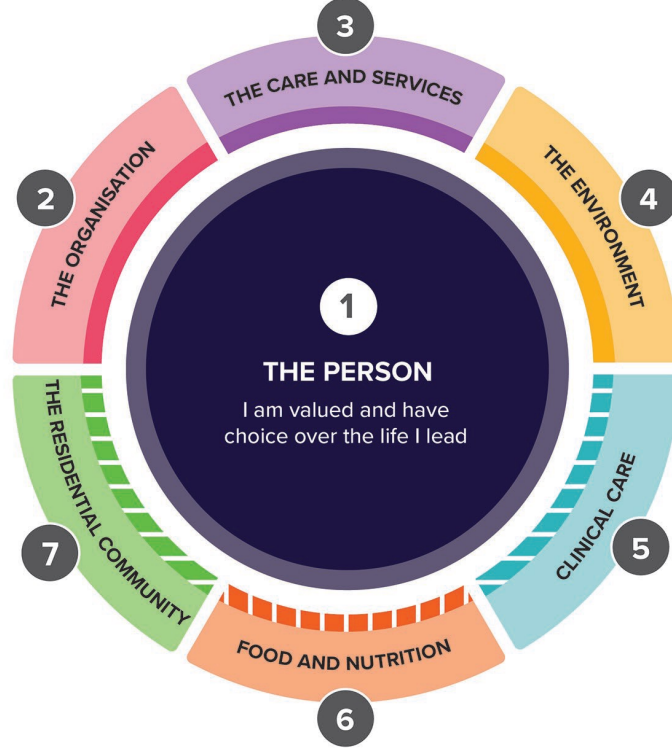 1
THE PERSON
I am valued and have
choice over the life I lead
2
THE ORGANISATION
3
THE CARE AND SERVICES
4
THE ENVIRONMENT
5
CLINICAL CARE
6
FOOD AND NUTRITION
7
THE RESIDENTIAL COMMUNITY